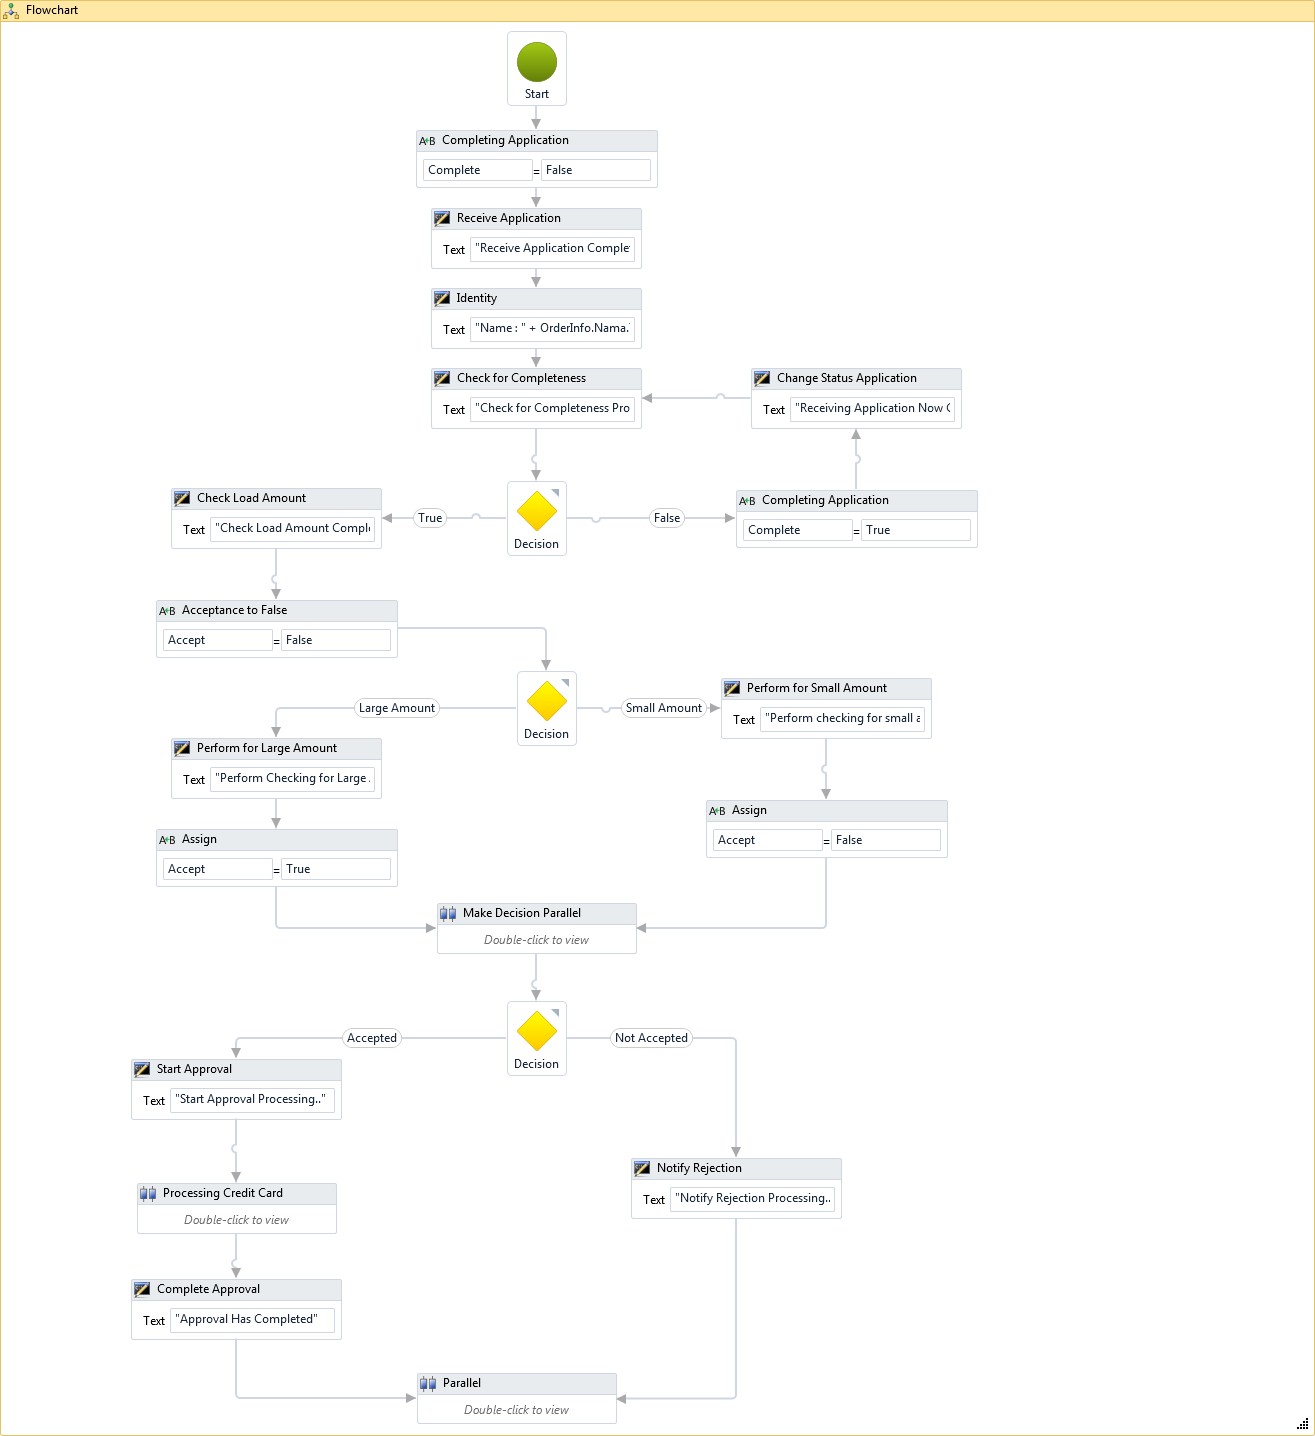 Flowchart
Start
A+B Completing Application
Complete = False
Receive Application
Text "Receive Application Comple
Identity
Text "Name : " + OrderInfo.Nama.
Check for Completeness
Text "Check for Completeness Pro
Change Status Application
Text "Receiving Application Now
Check Load Amount
Text "Check Load Amount Compl
True
Decision
False
A+B Completing Application
Complete = True
A+B Acceptance to False
Accept = False
Large Amount
Decision
Small Amount
Perform for Small Amount
Text "Perform checking for small a
Perform for Large Amount
Text "Perform Checking for Large
A+B Assign
Accept = False
A+B Assign
Accept = True
Make Decision Parallel
Double-click to view
Accepted
Decision
Not Accepted
Start Approval
Text "Start Approval Processing.."
Notify Rejection
Text "Notify Rejection Processing..
Processing Credit Card
Double-click to view
Complete Approval
Text "Approval Has Completed"
Parallel
Double-click to view